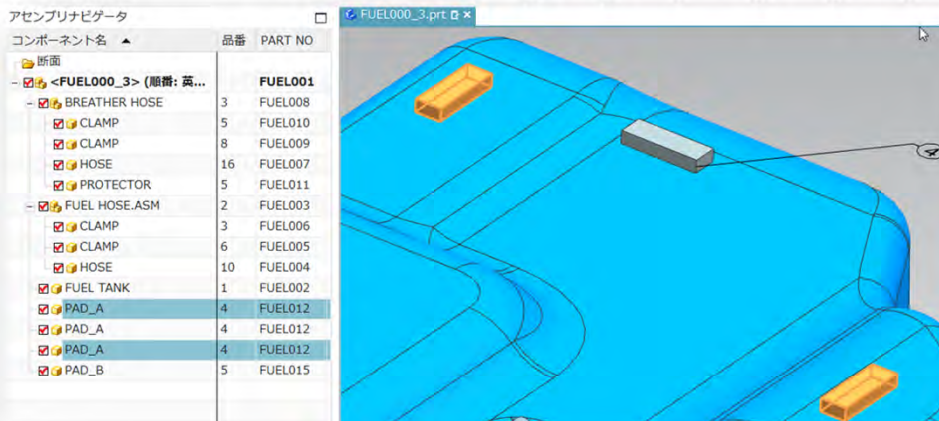 アセンブリナビゲータ
FUEL000_3.prt
コンポーネント名 ▲ 品番 PART NO
断面
<FUEL000_3> (順番: 英... FUEL001
BREATHER HOSE 3 FUEL008
CLAMP 5 FUEL010
CLAMP 8 FUEL009
HOSE 16 FUEL007
PROTECTOR 5 FUEL011
FUEL HOSE.ASM 2 FUEL003
CLAMP 3 FUEL006
CLAMP 6 FUEL005
HOSE 10 FUEL004
FUEL TANK 1 FUEL002
PAD_A 4 FUEL012
PAD_A 4 FUEL012
PAD_A 4 FUEL012
PAD_B 5 FUEL015
4